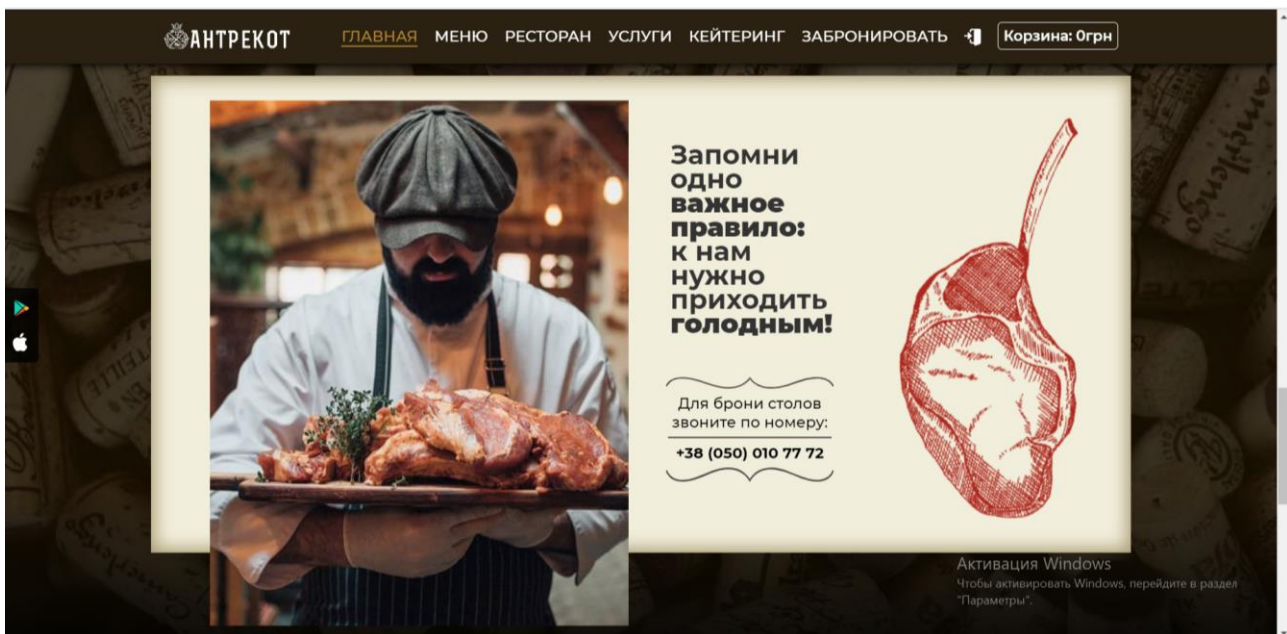 АНТРЕКОТ
ГЛАВНАЯ МЕНЮ РЕСТОРАН УСЛУГИ КЕЙТЕРИНГ ЗАБРОНИРОВАТЬ Корзина: 0грн
Запомни
одно
важное
правило:
к нам
нужно
приходить
голодным!
Для брони столов
звоните по номеру:
+38 (050) 010 77 72
Активация Windows
Чтобы активировать Windows, перейдите в раздел
"Параметры".